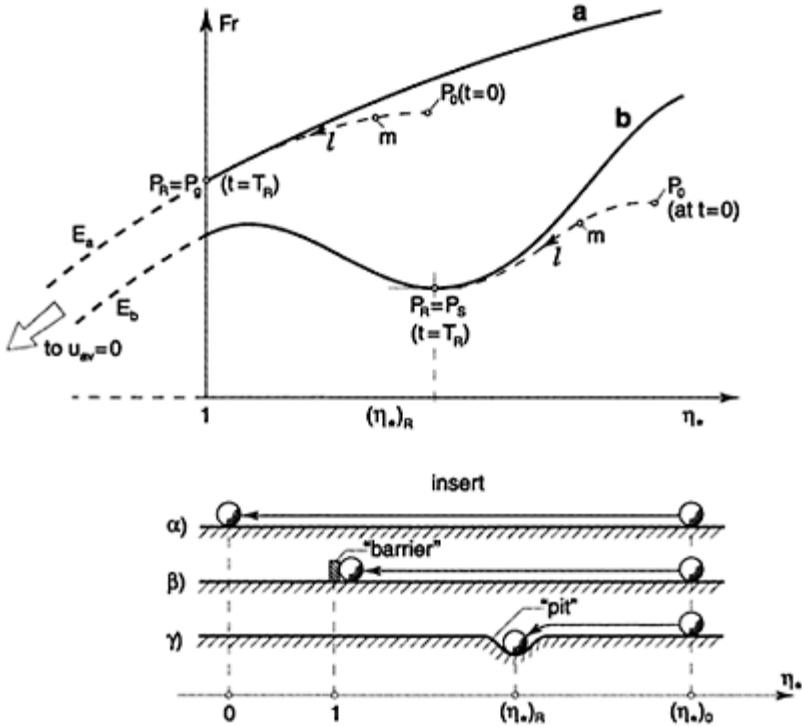 Fr
a
P₀(t=0)
m
l
b
P_R=P_g (t=T_R)
P₀
(at t=0)
m
l
E_a
E_b
P_R=P_S
(t=T_R)
to u_av=0
1
(η*)_R
η*
insert
α)
"barrier"
β)
"pit"
γ)
η*
0
1
(η*)_R
(η*)₀